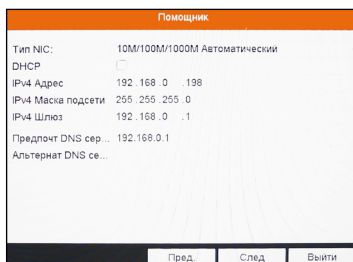 Помощник
Тип NIC: 10M/100M/1000M Автоматический
DHCP
IPv4 Адрес 192 .168 .0 .198
IPv4 Маска подсети 255 .255 .255 .0
IPv4 Шлюз 192 .168 .0 .1
Предпочт DNS сер... 192.168.0.1
Альтернат DNS се...
Пред. След Выйти